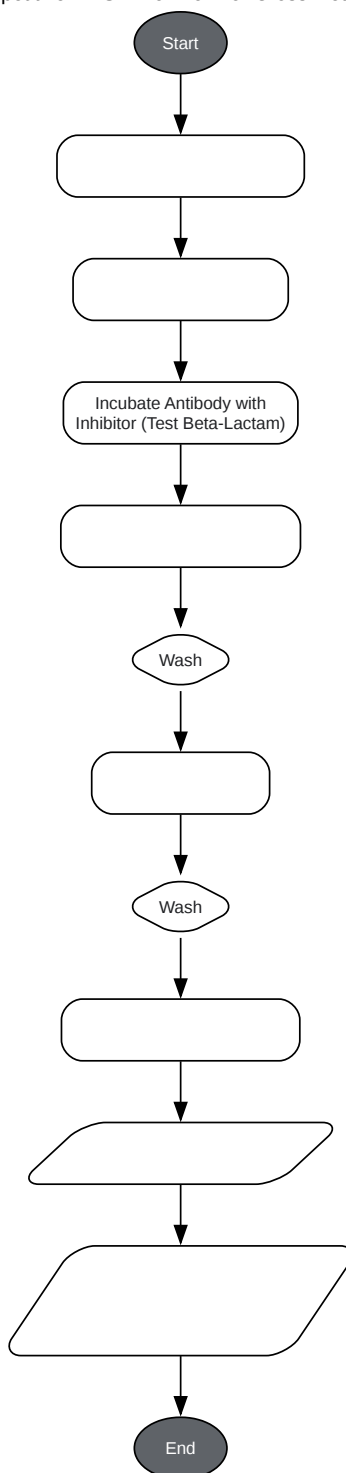 Start
Incubate Antibody with
Inhibitor (Test Beta-Lactam)
Wash
Wash
End